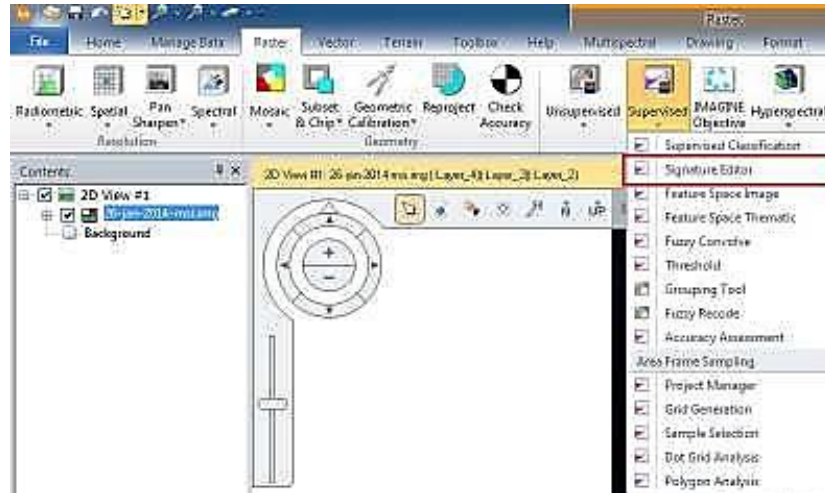 Raster
File Home Manage Data Raster Vector Terrain Toolbox Help Multispectral Drawing Format
Radiometric Spatial Pan Sharpen Spectral Mosaic Subset & Chip Geometric Calibration Reproject Check Accuracy Unsupervised Supervised IMAGINE Objective Hyperspectral
Resolution Geometry
Contents
2D View #1
26-jan-2014-msi.img
Background
2D View #1: 26-jan-2014 msi.img (:Layer_4)(:Layer_3)(:Layer_2)
Supervised Classification
Signature Editor
Feature Space Image
Feature Space Thematic
Fuzzy Convolve
Threshold
Grouping Tool
Fuzzy Recode
Accuracy Assessment
Area Frame Sampling
Project Manager
Grid Generation
Sample Selection
Dot Grid Analysis
Polygon Analysis